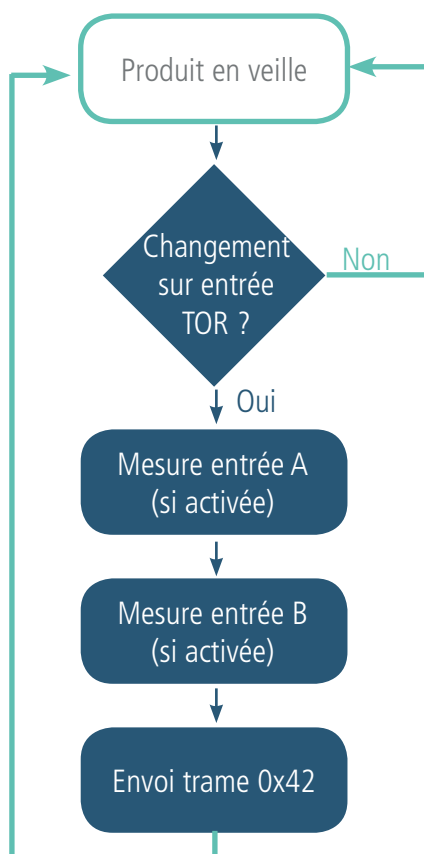 Produit en veille
Changement
sur entrée
TOR ?
Non
Oui
Mesure entrée A
(si activée)
Mesure entrée B
(si activée)
Envoi trame 0x42